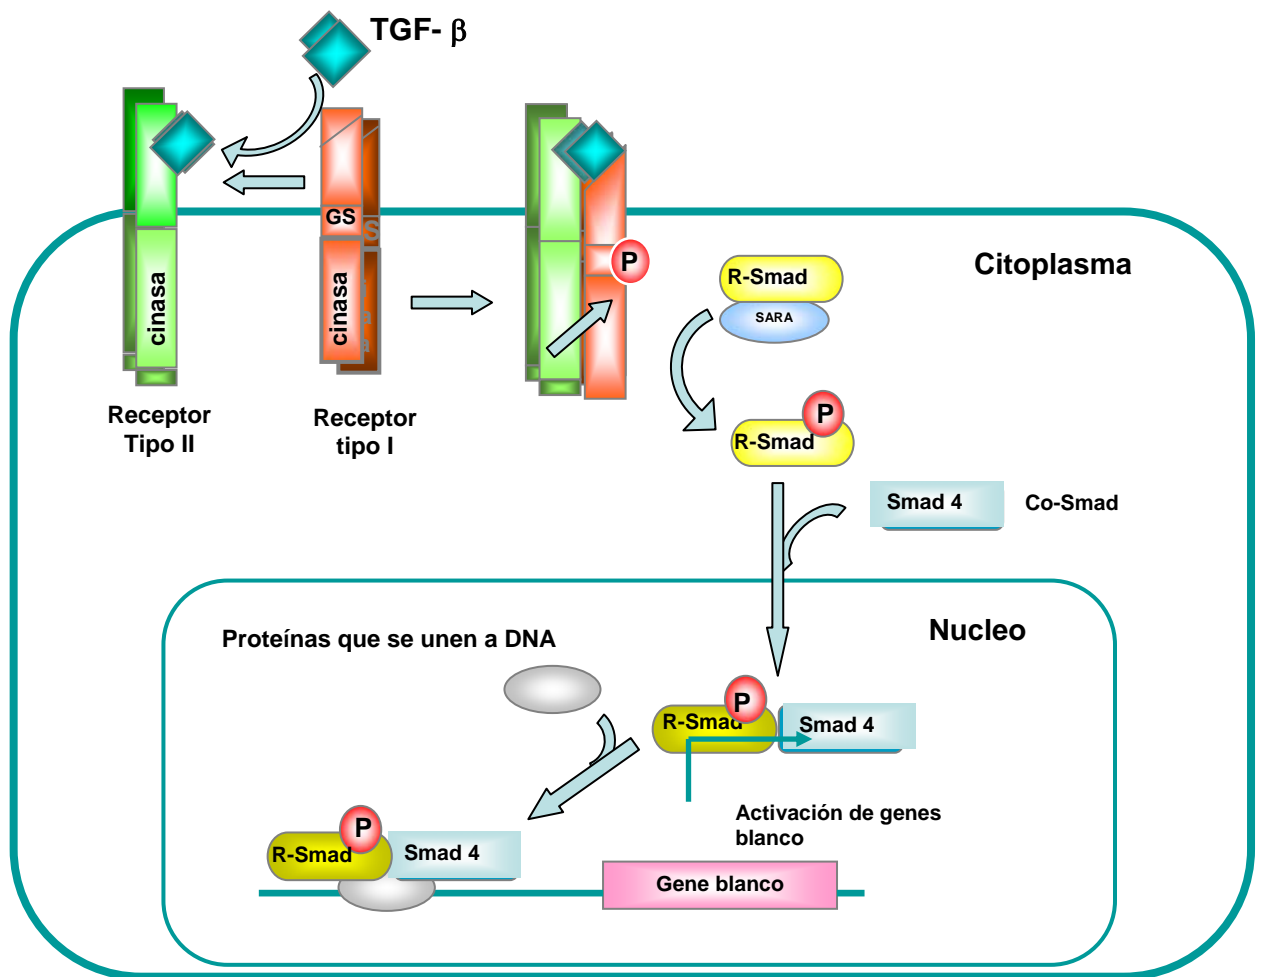 TGF- β
GS
S
cinasa
cinasa
Receptor
Tipo II
Receptor
tipo I
P
R-Smad
SARA
Citoplasma
P
R-Smad
Smad 4
Co-Smad
Nucleo
Proteínas que se unen a DNA
P
R-Smad
Smad 4
Activación de genes
blanco
P
R-Smad
Smad 4
Gene blanco